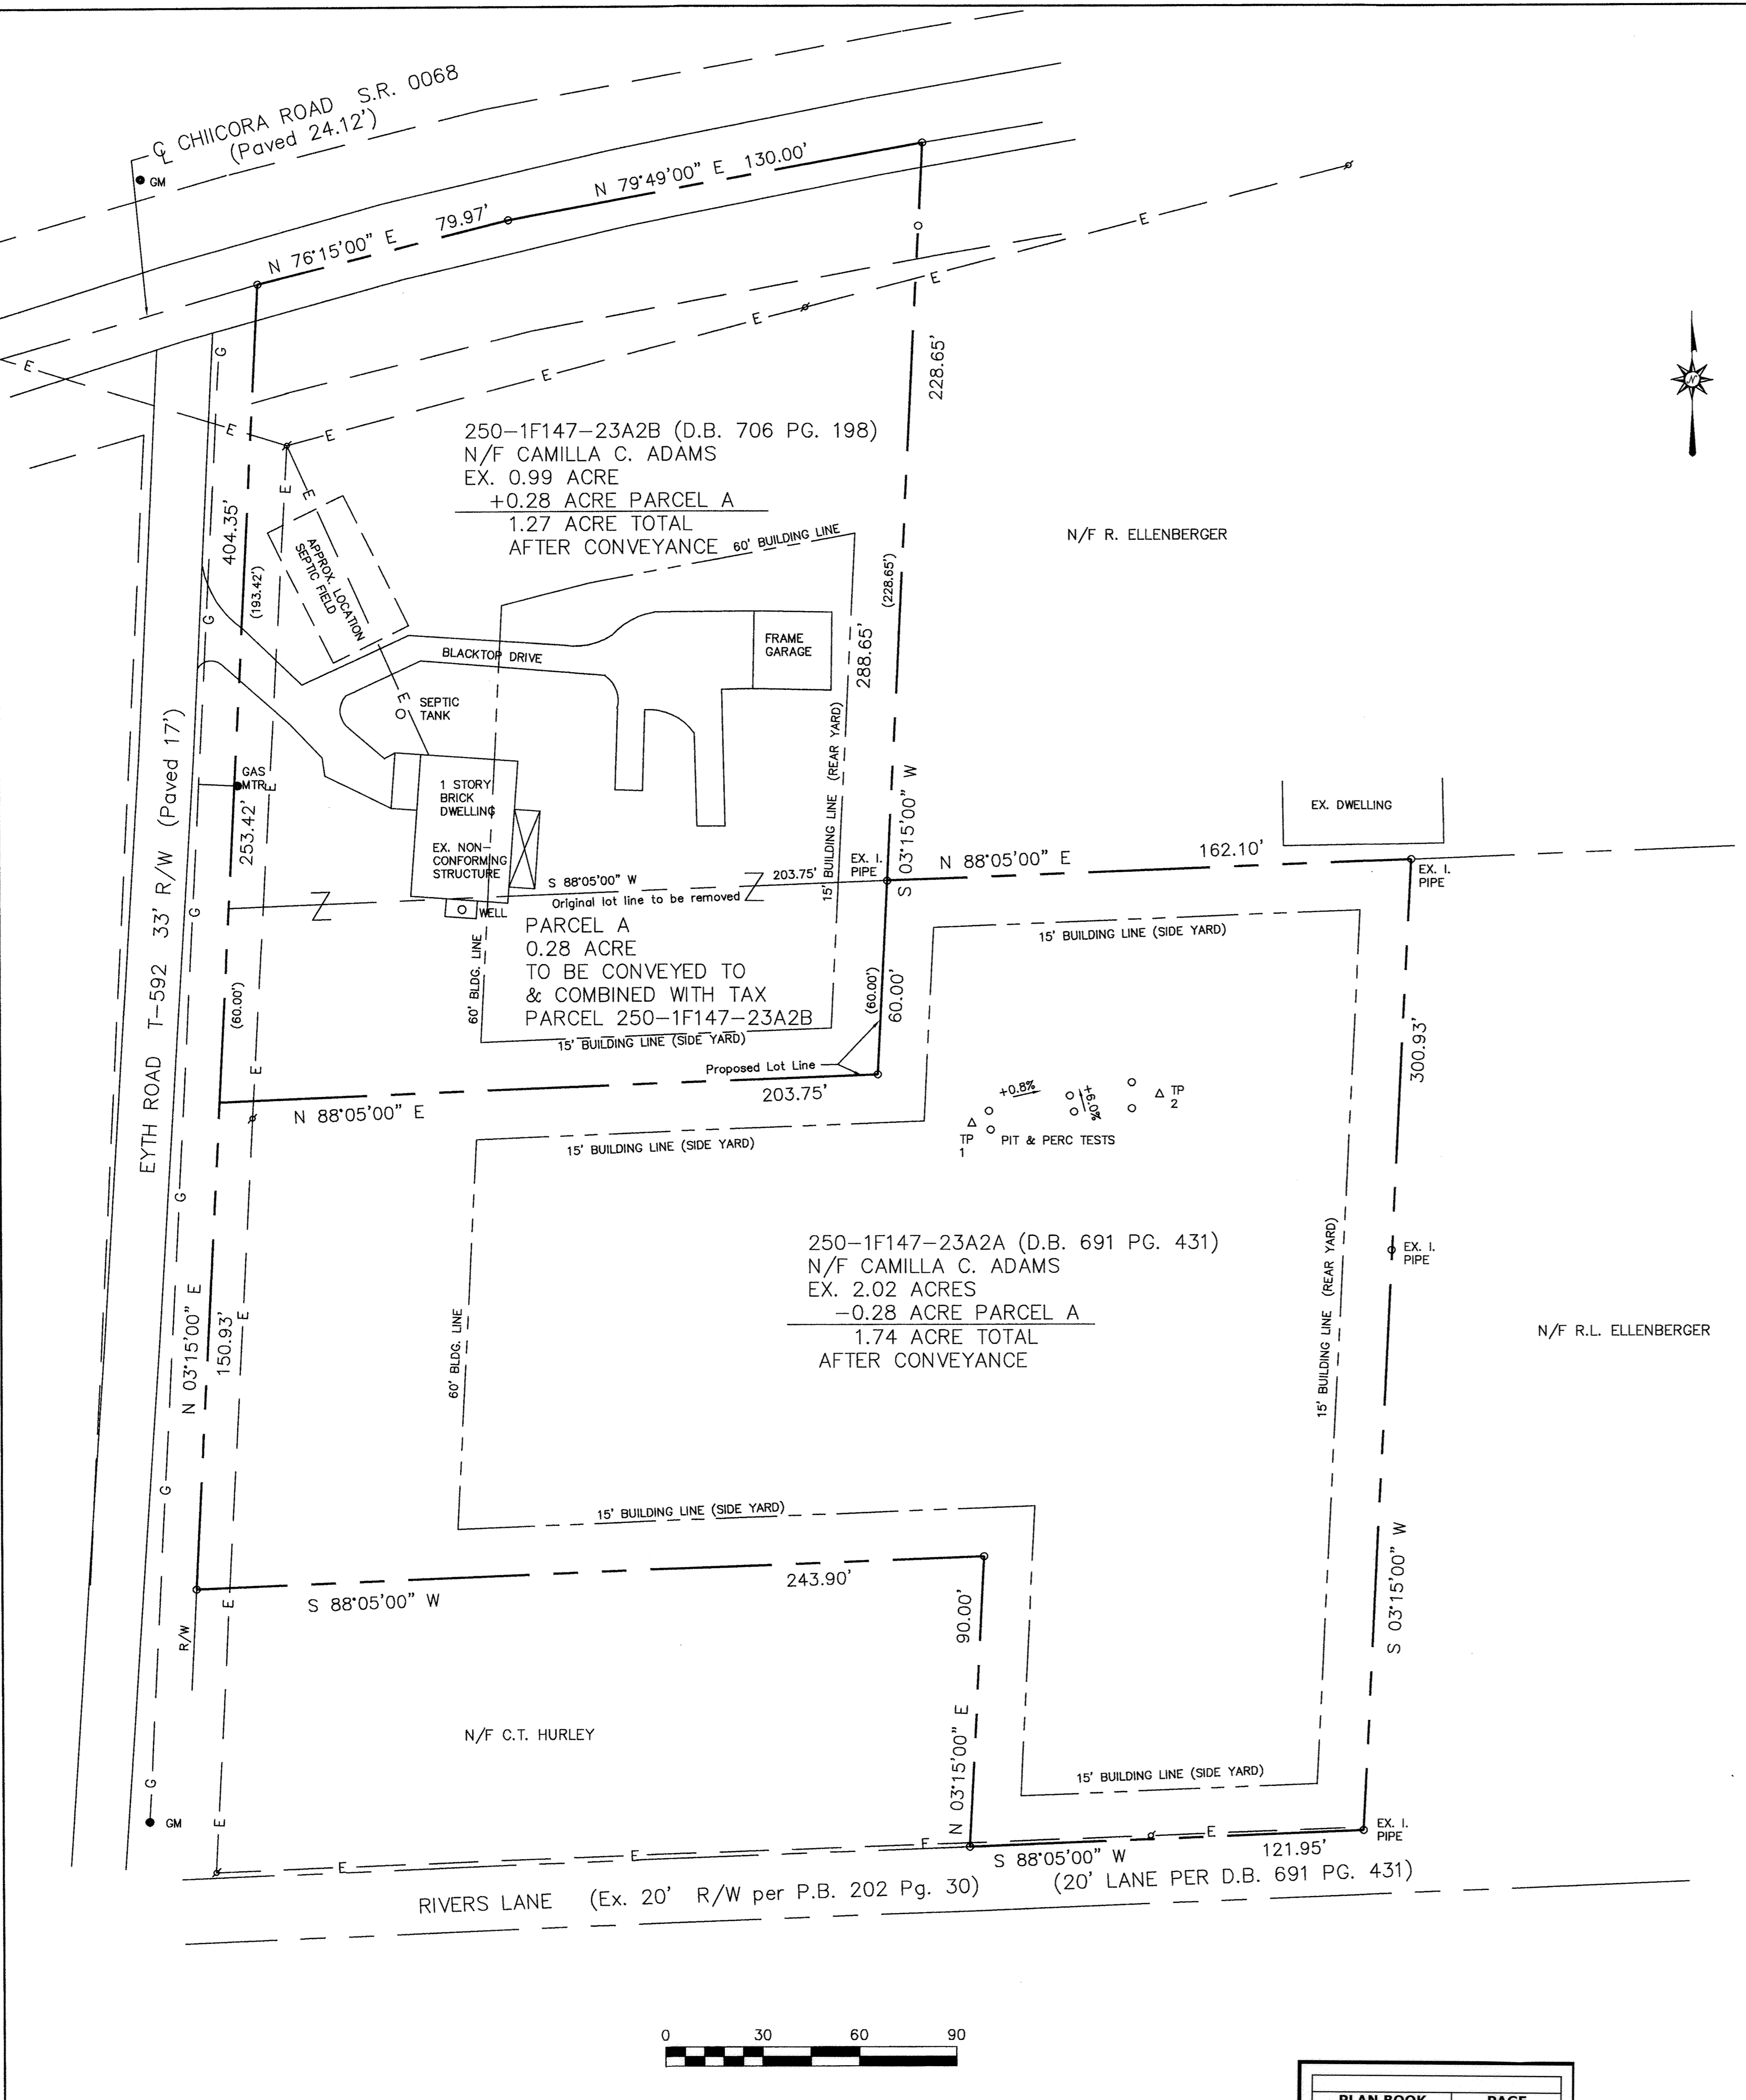 ℄ CHIICORA ROAD S.R. 0068
(Paved 24.12')
GM
N 76°15'00" E 79.97'
N 79°49'00" E 130.00'
E
E
E
E
E
E
E
E
E
G
228.65'
N
250-1F147-23A2B (D.B. 706 PG. 198)
N/F CAMILLA C. ADAMS
EX. 0.99 ACRE
+0.28 ACRE PARCEL A
1.27 ACRE TOTAL
AFTER CONVEYANCE
60' BUILDING LINE
N/F R. ELLENBERGER
404.35'
(193.42')
APPROX. LOCATION
SEPTIC FIELD
(228.65')
288.65'
G
BLACKTOP DRIVE
FRAME
GARAGE
E
SEPTIC
TANK
15' BUILDING LINE (REAR YARD)
S 03°15'00" W
GAS
MTR.
E
253.42'
1 STORY
BRICK
DWELLING
EX. NON-
CONFORMING
STRUCTURE
EX. DWELLING
EX. I.
PIPE
N 88°05'00" E 162.10'
EX. I.
PIPE
S 88°05'00" W 203.75'
Original lot line to be removed
WELL
G
PARCEL A
0.28 ACRE
TO BE CONVEYED TO
& COMBINED WITH TAX
PARCEL 250-1F147-23A2B
60' BLDG. LINE
15' BUILDING LINE (SIDE YARD)
(60.00')
(60.00')
60.00'
15' BUILDING LINE (SIDE YARD)
EYTH ROAD T-592 33' R/W (Paved 17')
E
Proposed Lot Line
N 88°05'00" E 203.75'
300.93'
15' BUILDING LINE (SIDE YARD)
+0.8%
+6.0%
TP
1
TP
2
PIT & PERC TESTS
G
250-1F147-23A2A (D.B. 691 PG. 431)
N/F CAMILLA C. ADAMS
EX. 2.02 ACRES
-0.28 ACRE PARCEL A
1.74 ACRE TOTAL
AFTER CONVEYANCE
EX. I.
PIPE
15' BUILDING LINE (REAR YARD)
N/F R.L. ELLENBERGER
N 03°15'00" E
150.93'
E
60' BLDG. LINE
G
15' BUILDING LINE (SIDE YARD)
S 88°05'00" W 243.90'
E
R/W
90.00'
N 03°15'00" E
S 03°15'00" W
N/F C.T. HURLEY
15' BUILDING LINE (SIDE YARD)
G
GM
E
E
E
E
E
EX. I.
PIPE
S 88°05'00" W 121.95'
RIVERS LANE (Ex. 20' R/W per P.B. 202 Pg. 30) (20' LANE PER D.B. 691 PG. 431)
0 30 60 90
PLAN BOOK PAGE